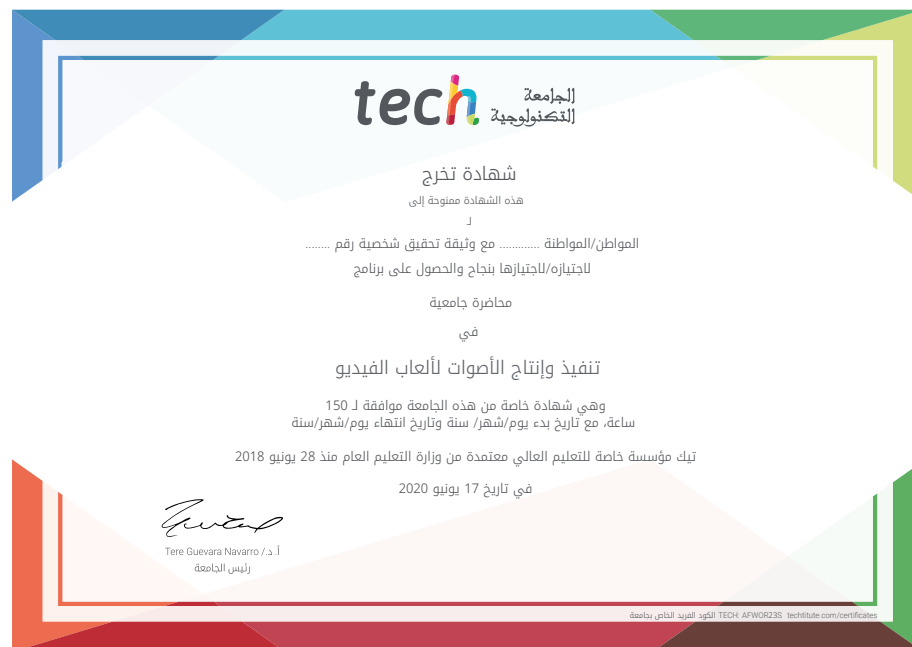 tech
الجامعة
التكنولوجية
شهادة تخرج
هذه الشهادة ممنوحة إلى
لـ
المواطن/المواطنة ............. مع وثيقة تحقيق شخصية رقم ........
لاجتيازه/لاجتيازها بنجاح والحصول على برنامج
محاضرة جامعية
في
تنفيذ وإنتاج الأصوات لألعاب الفيديو
وهي شهادة خاصة من هذه الجامعة موافقة لـ 150
ساعة، مع تاريخ بدء يوم/شهر/ سنة وتاريخ انتهاء يوم/شهر/سنة
تيك مؤسسة خاصة للتعليم العالي معتمدة من وزارة التعليم العام منذ 28 يونيو 2018
في تاريخ 17 يونيو 2020
أ.د./ Tere Guevara Navarro
رئيس الجامعة
الكود الفريد الخاص بجامعة TECH: AFWOR23S techtitute.com/certificates